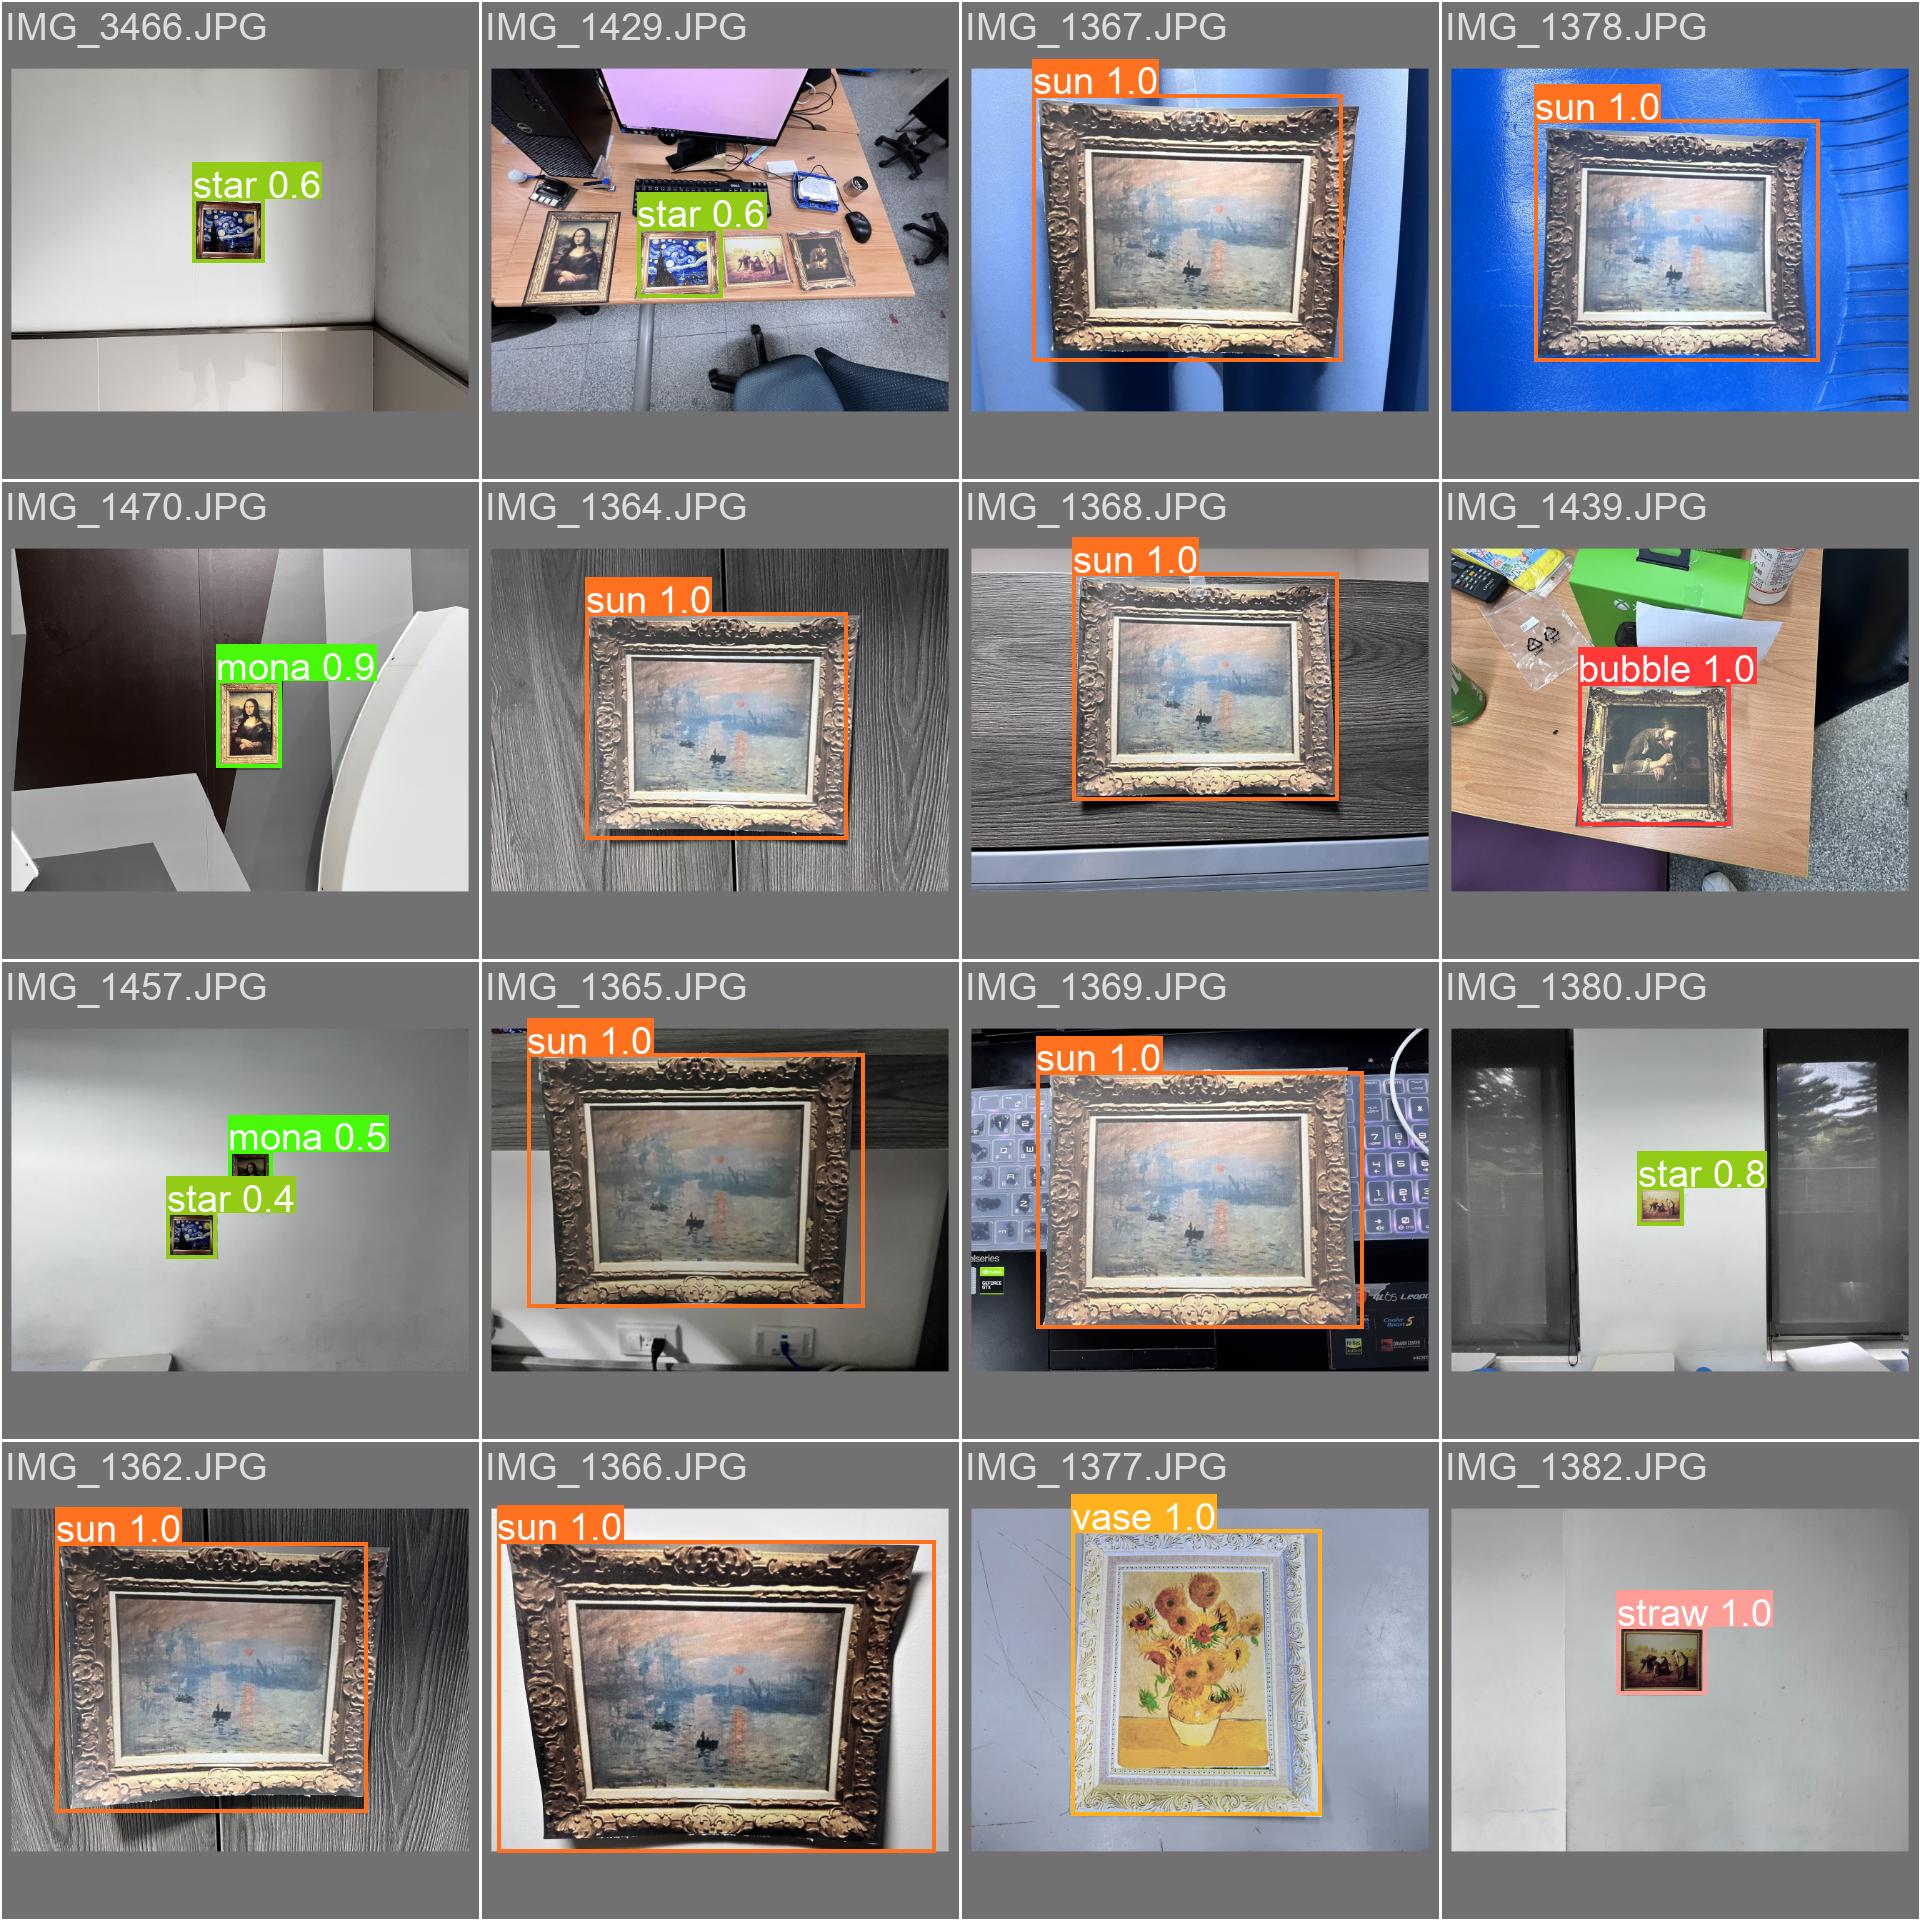 IMG_3466.JPG
star 0.6
IMG_1429.JPG
star 0.6
IMG_1367.JPG
sun 1.0
IMG_1378.JPG
sun 1.0
IMG_1470.JPG
mona 0.9
IMG_1364.JPG
sun 1.0
IMG_1368.JPG
sun 1.0
IMG_1439.JPG
bubble 1.0
IMG_1457.JPG
mona 0.5
star 0.4
IMG_1365.JPG
sun 1.0
IMG_1369.JPG
sun 1.0
elseries
IMG_1380.JPG
star 0.8
IMG_1362.JPG
sun 1.0
IMG_1366.JPG
sun 1.0
IMG_1377.JPG
vase 1.0
IMG_1382.JPG
straw 1.0